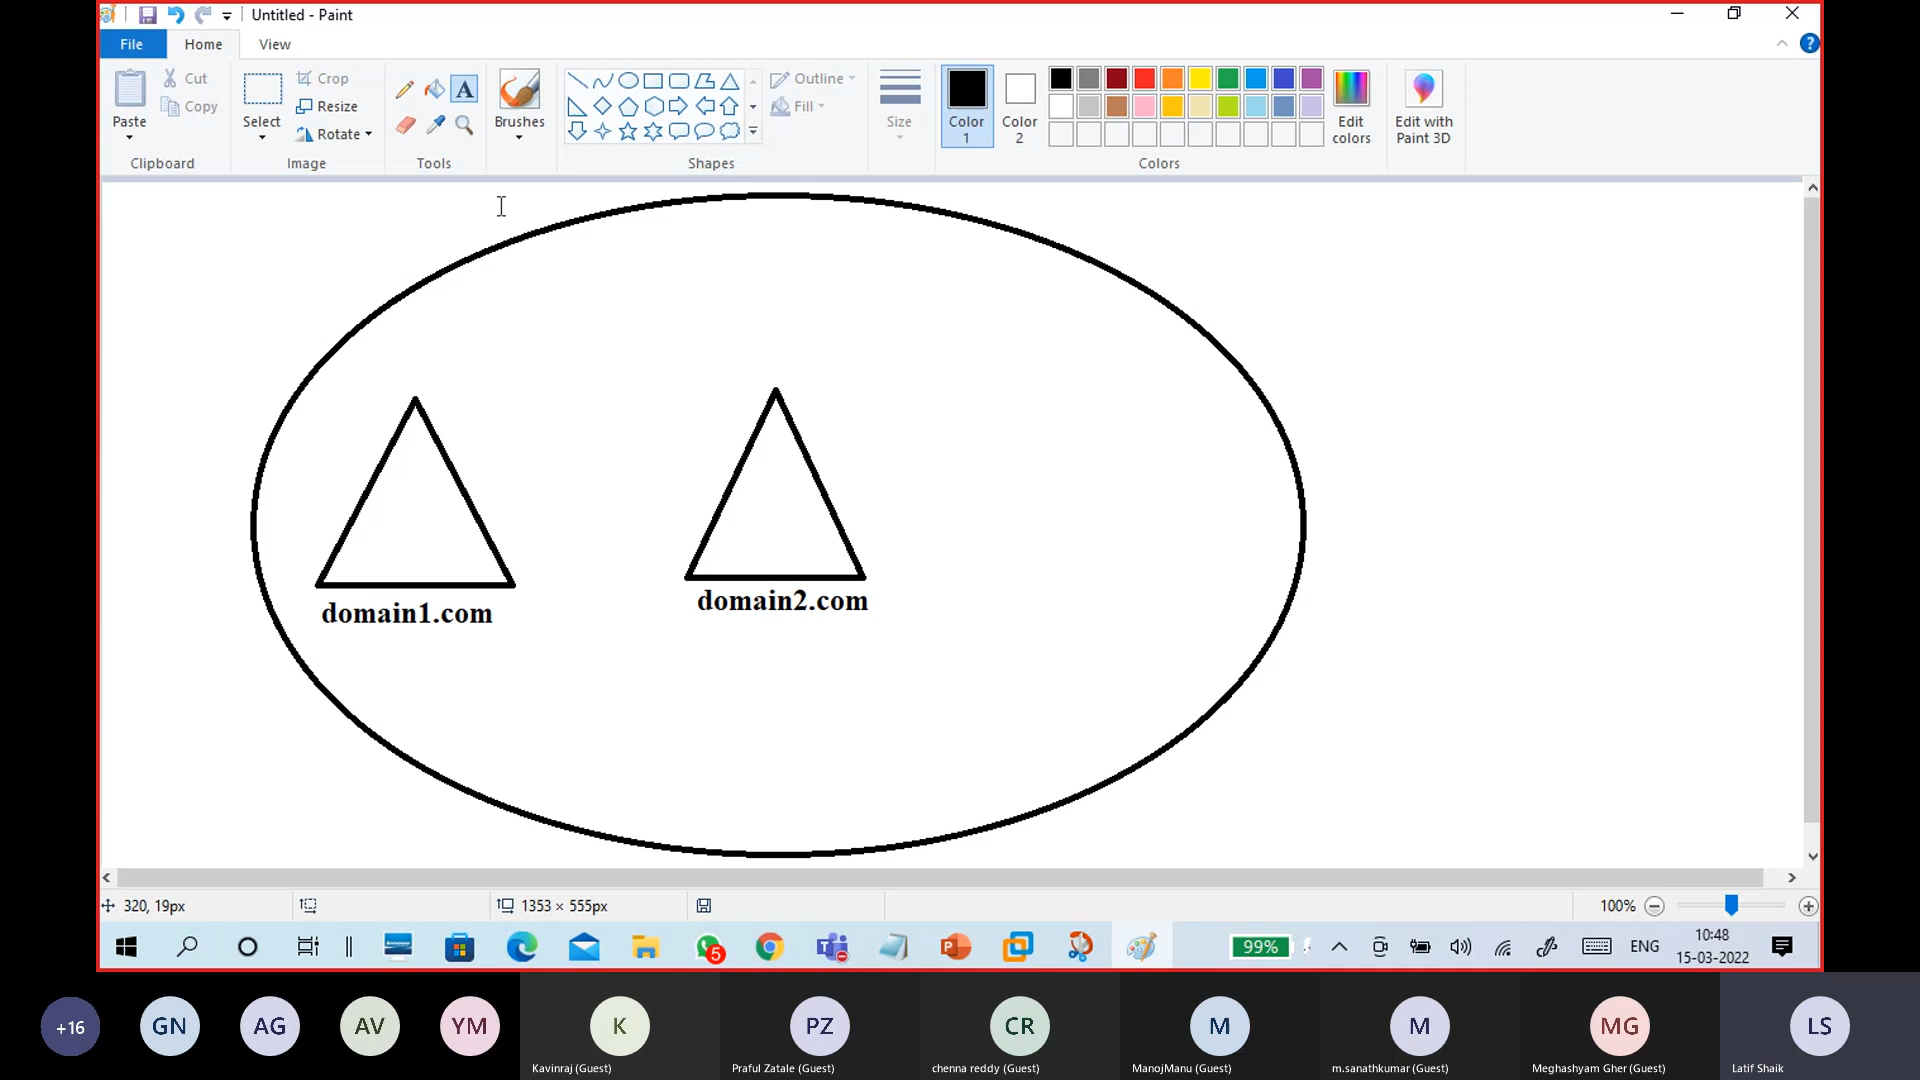 Untitled - Paint
File
Home
View
Paste
Cut
Copy
Clipboard
Select
Crop
Resize
Rotate
Image
A
Tools
Brushes
Shapes
Outline
Fill
Size
Color
1
Color
2
Edit
colors
Colors
Edit with
Paint 3D
?
domain1.com
domain2.com
320, 19px
1353 × 555px
100%
5
99%
ENG
10:48
15-03-2022
+16
GN
AG
AV
YM
K
Kavinraj (Guest)
PZ
Praful Zatale (Guest)
CR
chenna reddy (Guest)
M
ManojManu (Guest)
M
m.sanathkumar (Guest)
MG
Meghashyam Gher (Guest)
LS
Latif Shaik